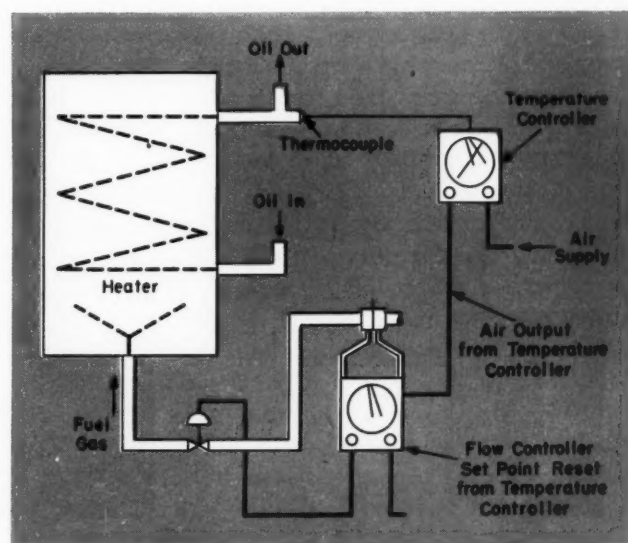 Oil Out
Temperature
Controller
Thermocouple
Oil In
Air
Supply
Heater
Air Output
from Temperature
Controller
Fuel
Gas
Flow Controller
Set Point Reset
from Temperature
Controller